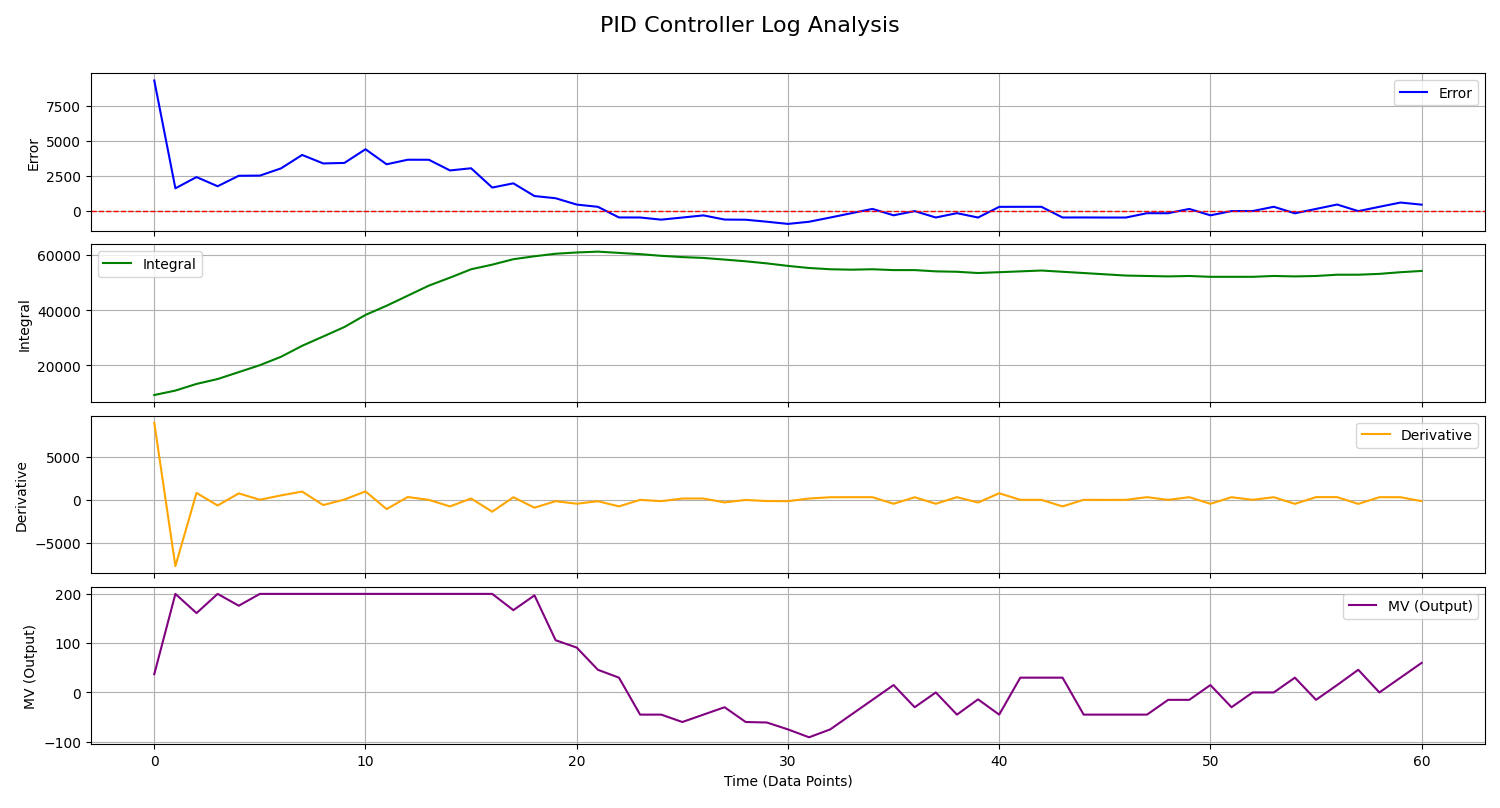 PID Controller Log Analysis
Error
7500
5000
2500
0
Error
Integral
60000
40000
20000
Integral
Derivative
5000
0
−5000
Derivative
MV (Output)
200
100
0
−100
MV (Output)
0 10 20 30 40 50 60
Time (Data Points)